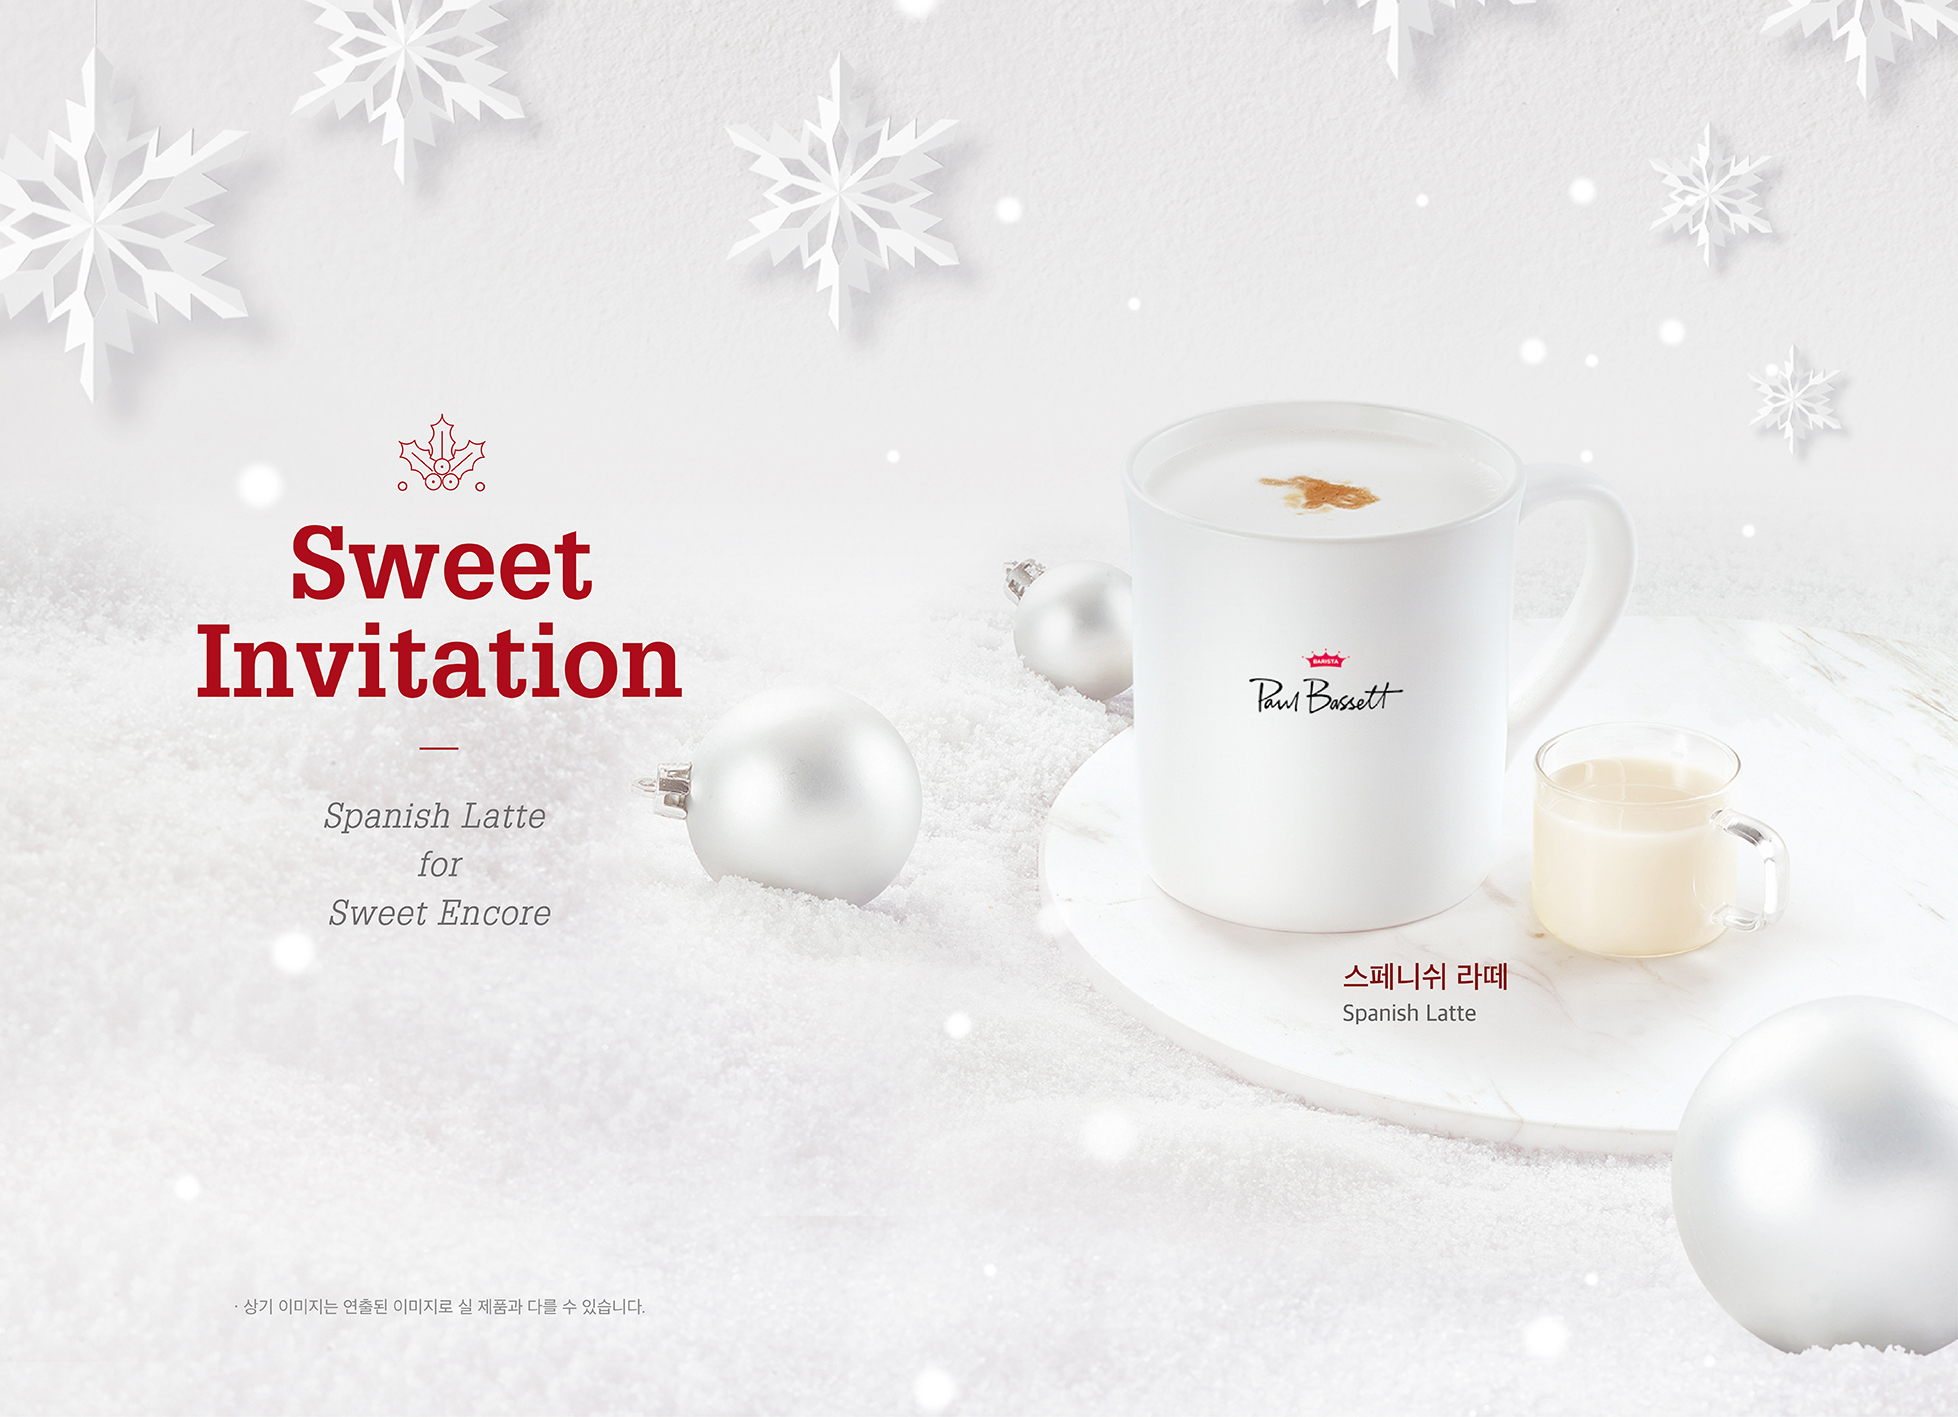 Sweet
Invitation
Spanish Latte
for
Sweet Encore
BARISTA
Paul Bassett
스페니쉬 라떼
Spanish Latte
· 상기 이미지는 연출된 이미지로 실 제품과 다를 수 있습니다.